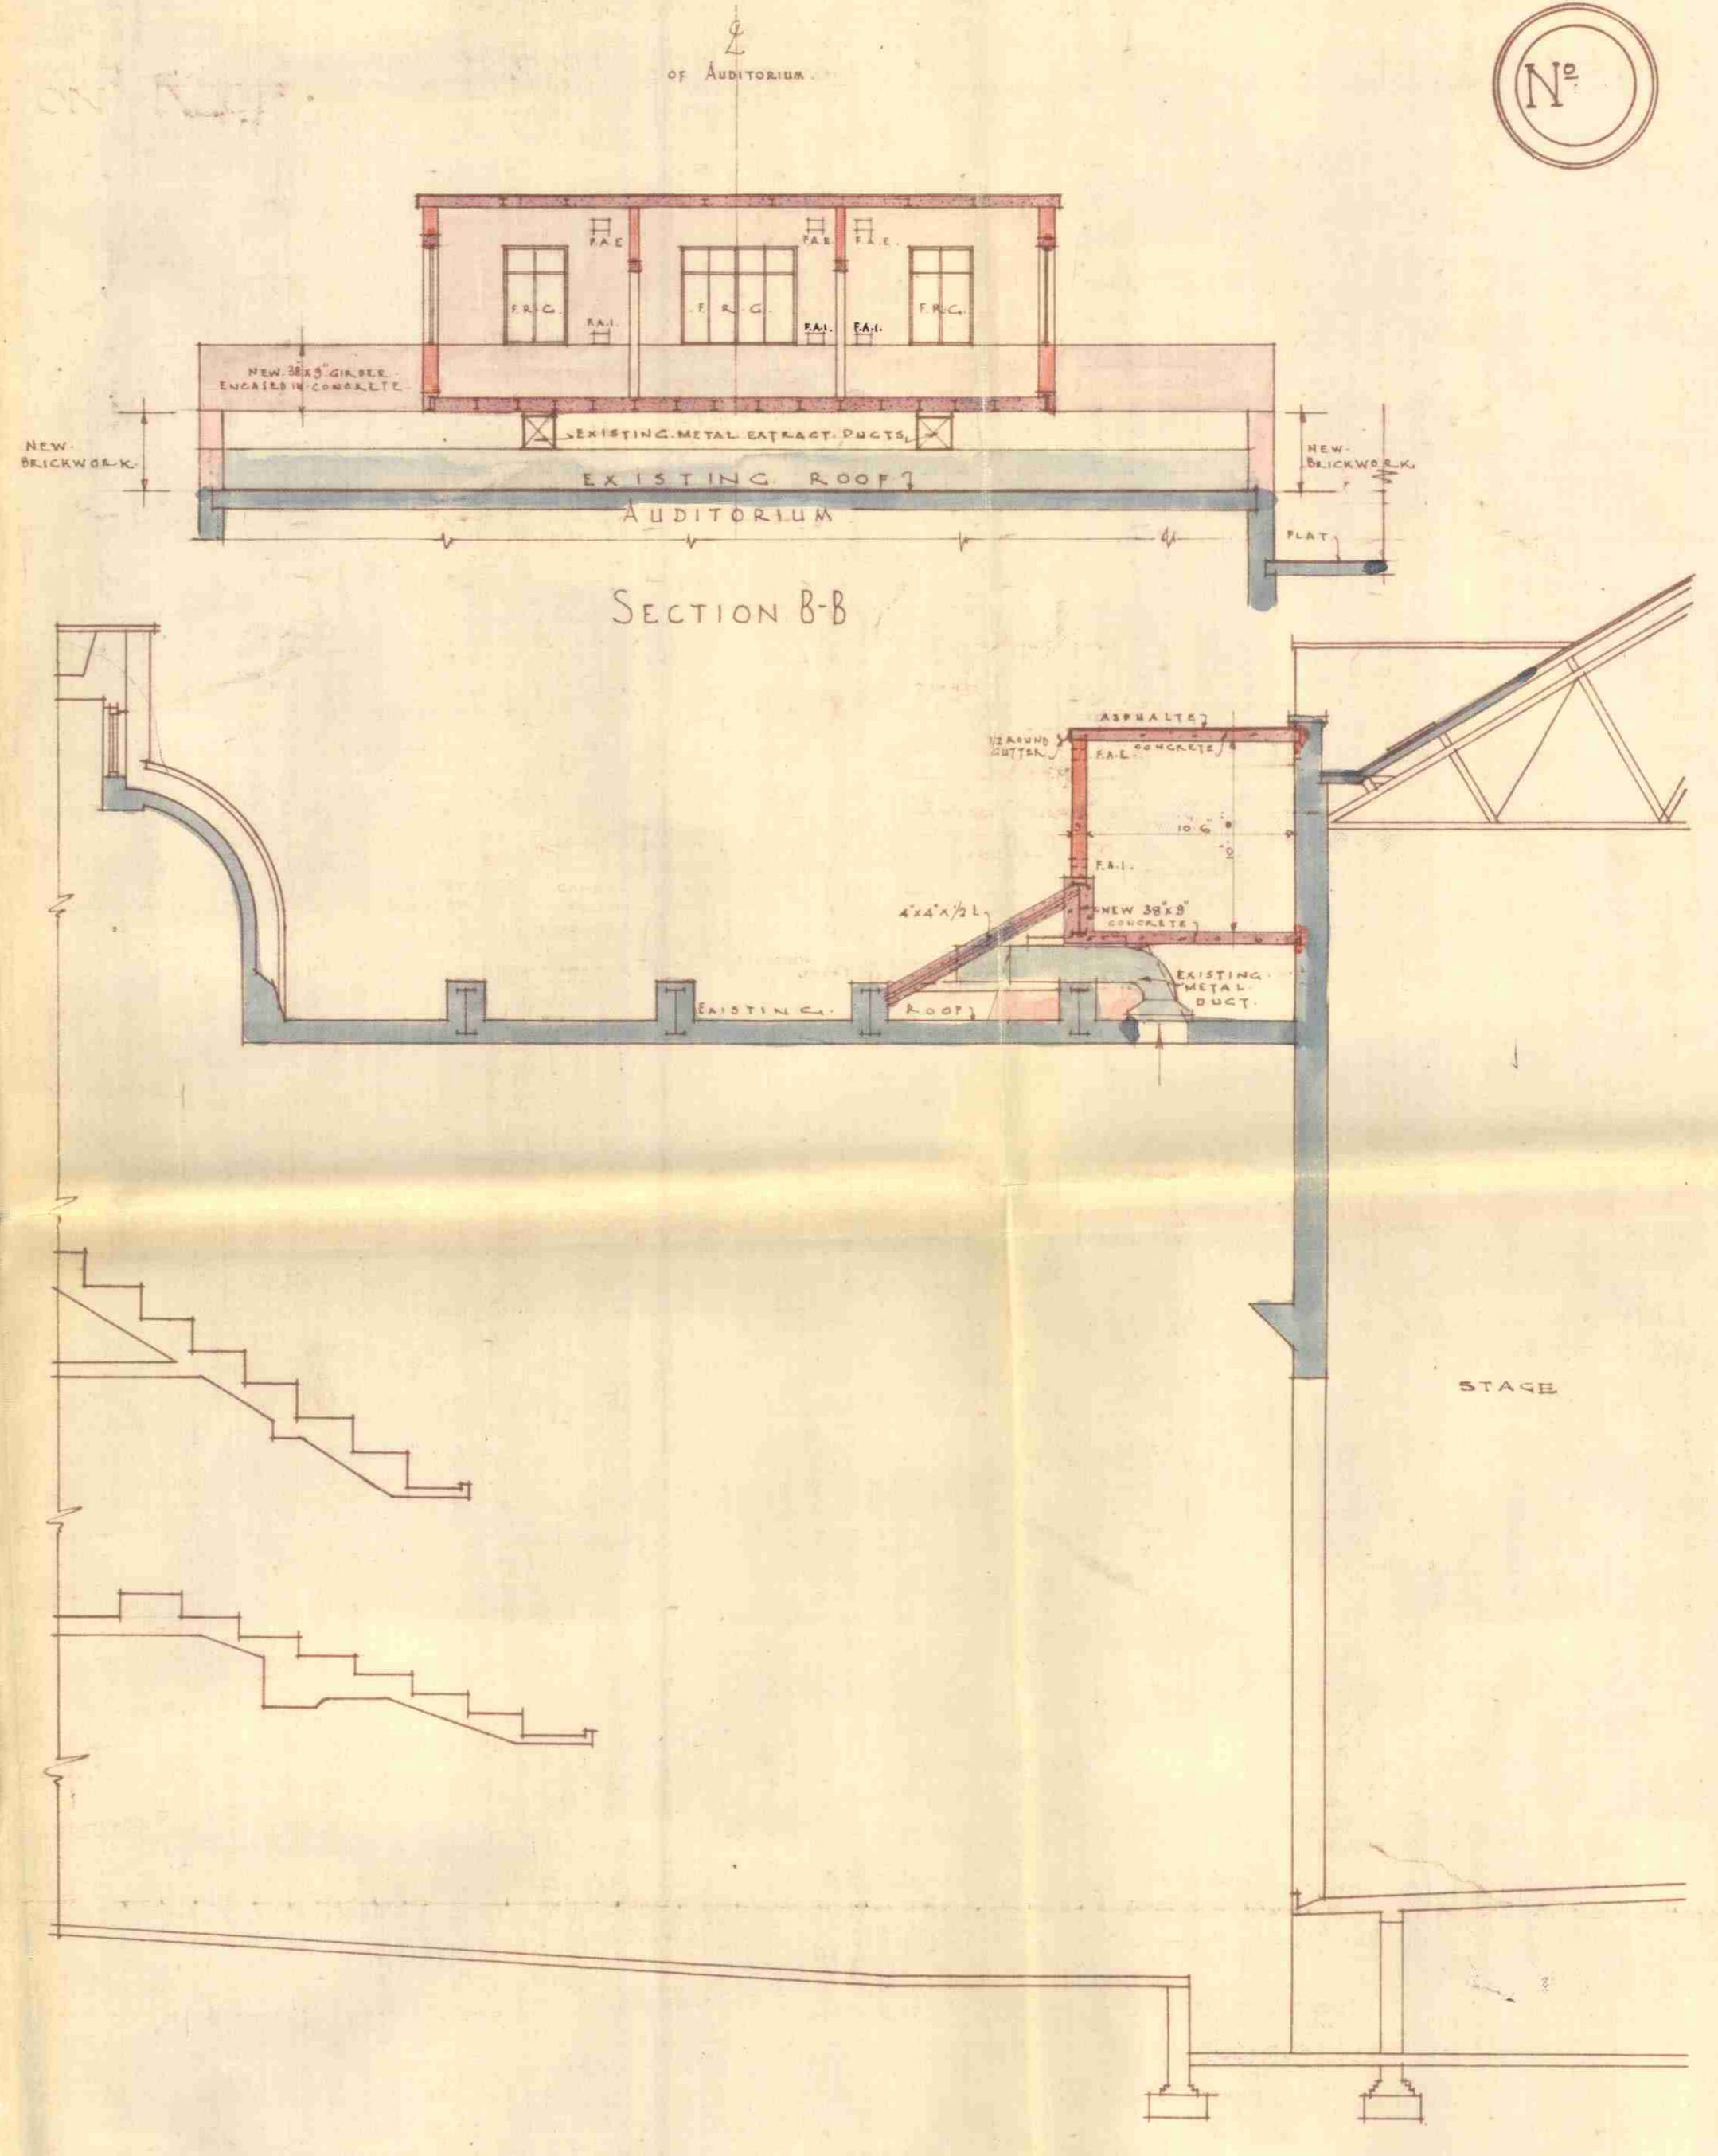 ℄
OF AUDITORIUM.
Nº
F.A.E
F.A.E.
F.A.E.
F.R.G.
F. R. G.
F.R.G.
F.A.I.
F.A.I.
F.A.I.
NEW 38"x9" GIRDER
ENCASED IN CONCRETE
NEW
BRICKWORK
EXISTING METAL EXTRACT DUCTS
NEW
BRICKWORK
EXISTING ROOF
AUDITORIUM
FLAT
SECTION B-B
ASPHALTE
1/2 ROUND
GUTTER
F.A.E.
CONCRETE
10'6"
F.A.I.
4"x4"x1/2 L
NEW 38"x9"
CONCRETE
EXISTING
METAL
DUCT.
EXISTING ROOF
STAGE